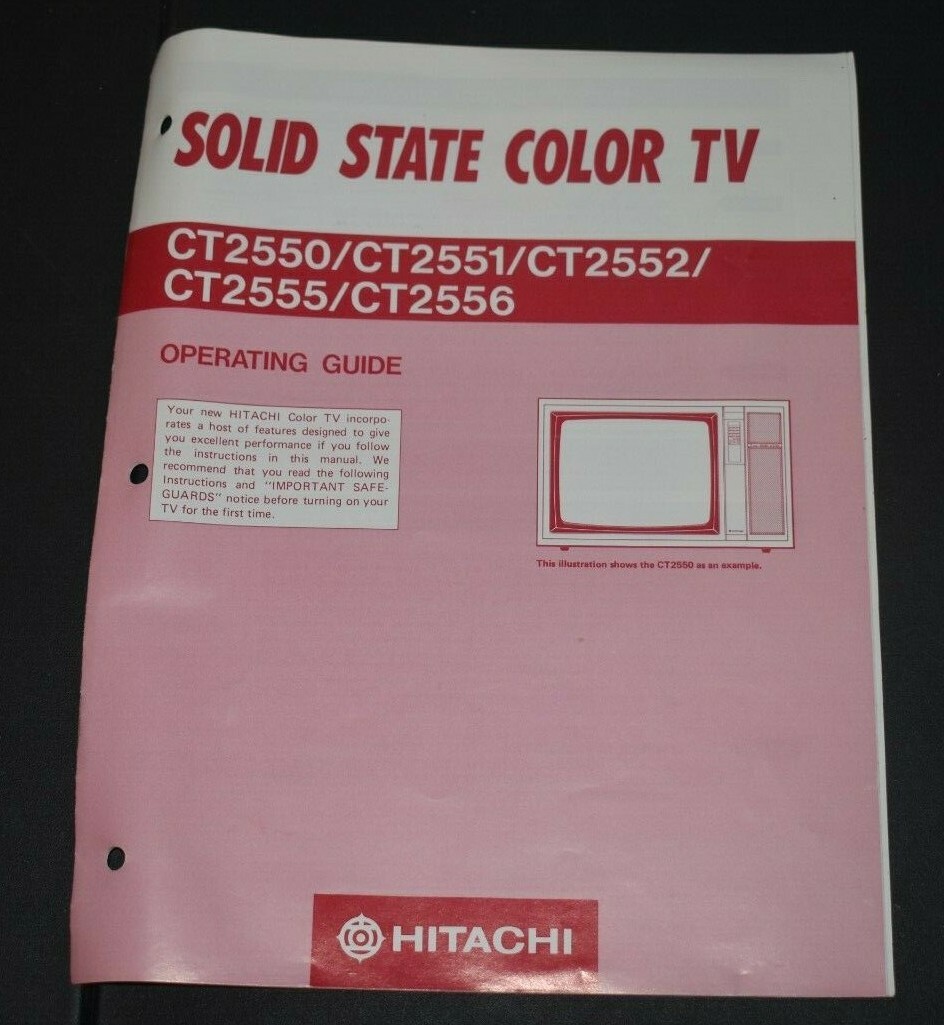 SOLID STATE COLOR TV
CT2550/CT2551/CT2552/
CT2555/CT2556
OPERATING GUIDE
Your new HITACHI Color TV incorpo-
rates a host of features designed to give
you excellent performance if you follow
the instructions in this manual. We
recommend that you read the following
Instructions and "IMPORTANT SAFE-
GUARDS" notice before turning on your
TV for the first time.
This illustration shows the CT2550 as an example.
HITACHI